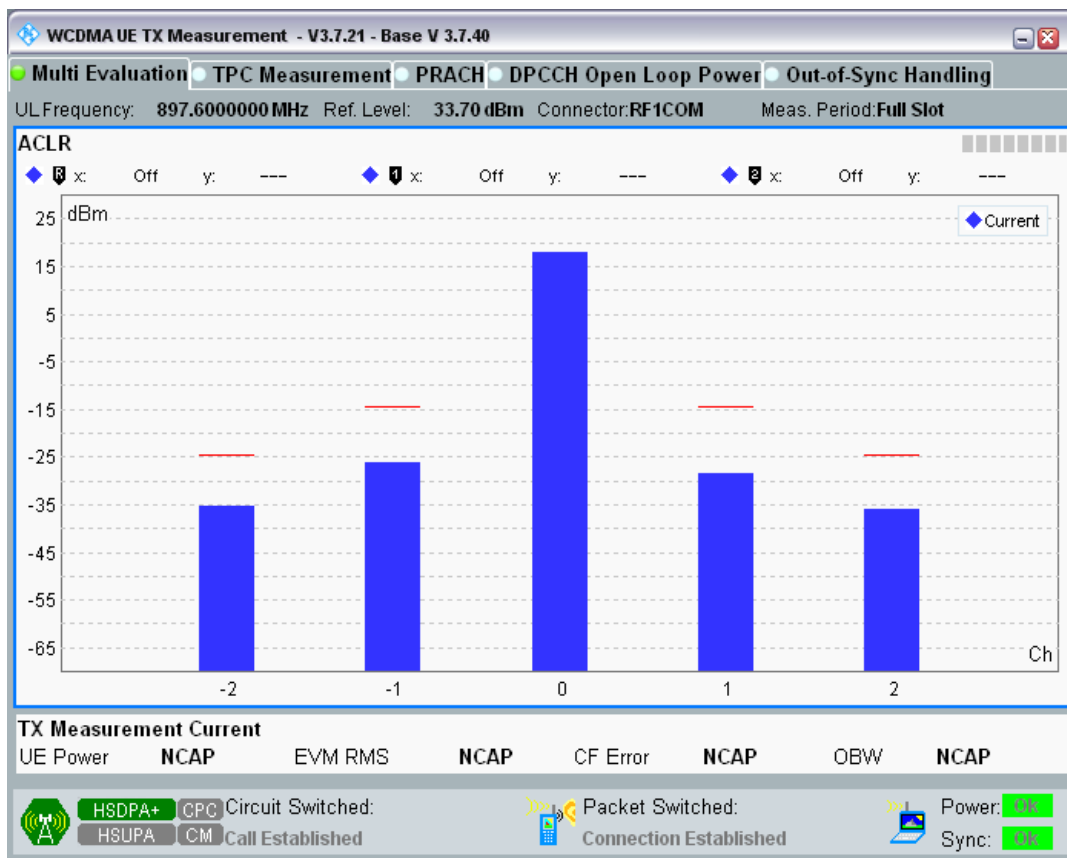 WCDMA UE TX Measurement - V3.7.21 - Base V 3.7.40
Multi Evaluation TPC Measurement PRACH DPCCH Open Loop Power Out-of-Sync Handling
UL Frequency: 897.6000000 MHz Ref. Level: 33.70 dBm Connector:RF1COM Meas. Period:Full Slot
ACLR
R x: Off y: --- 1 x: Off y: --- 2 x: Off y: ---
dBm
Current
25
15
5
-5
-15
-25
-35
-45
-55
-65
Ch
-2 -1 0 1 2
TX Measurement Current
UE Power NCAP EVM RMS NCAP CF Error NCAP OBW NCAP
HSDPA+ CPC Circuit Switched: Packet Switched: Power: Ok
HSUPA CM Call Established Connection Established Sync: Ok